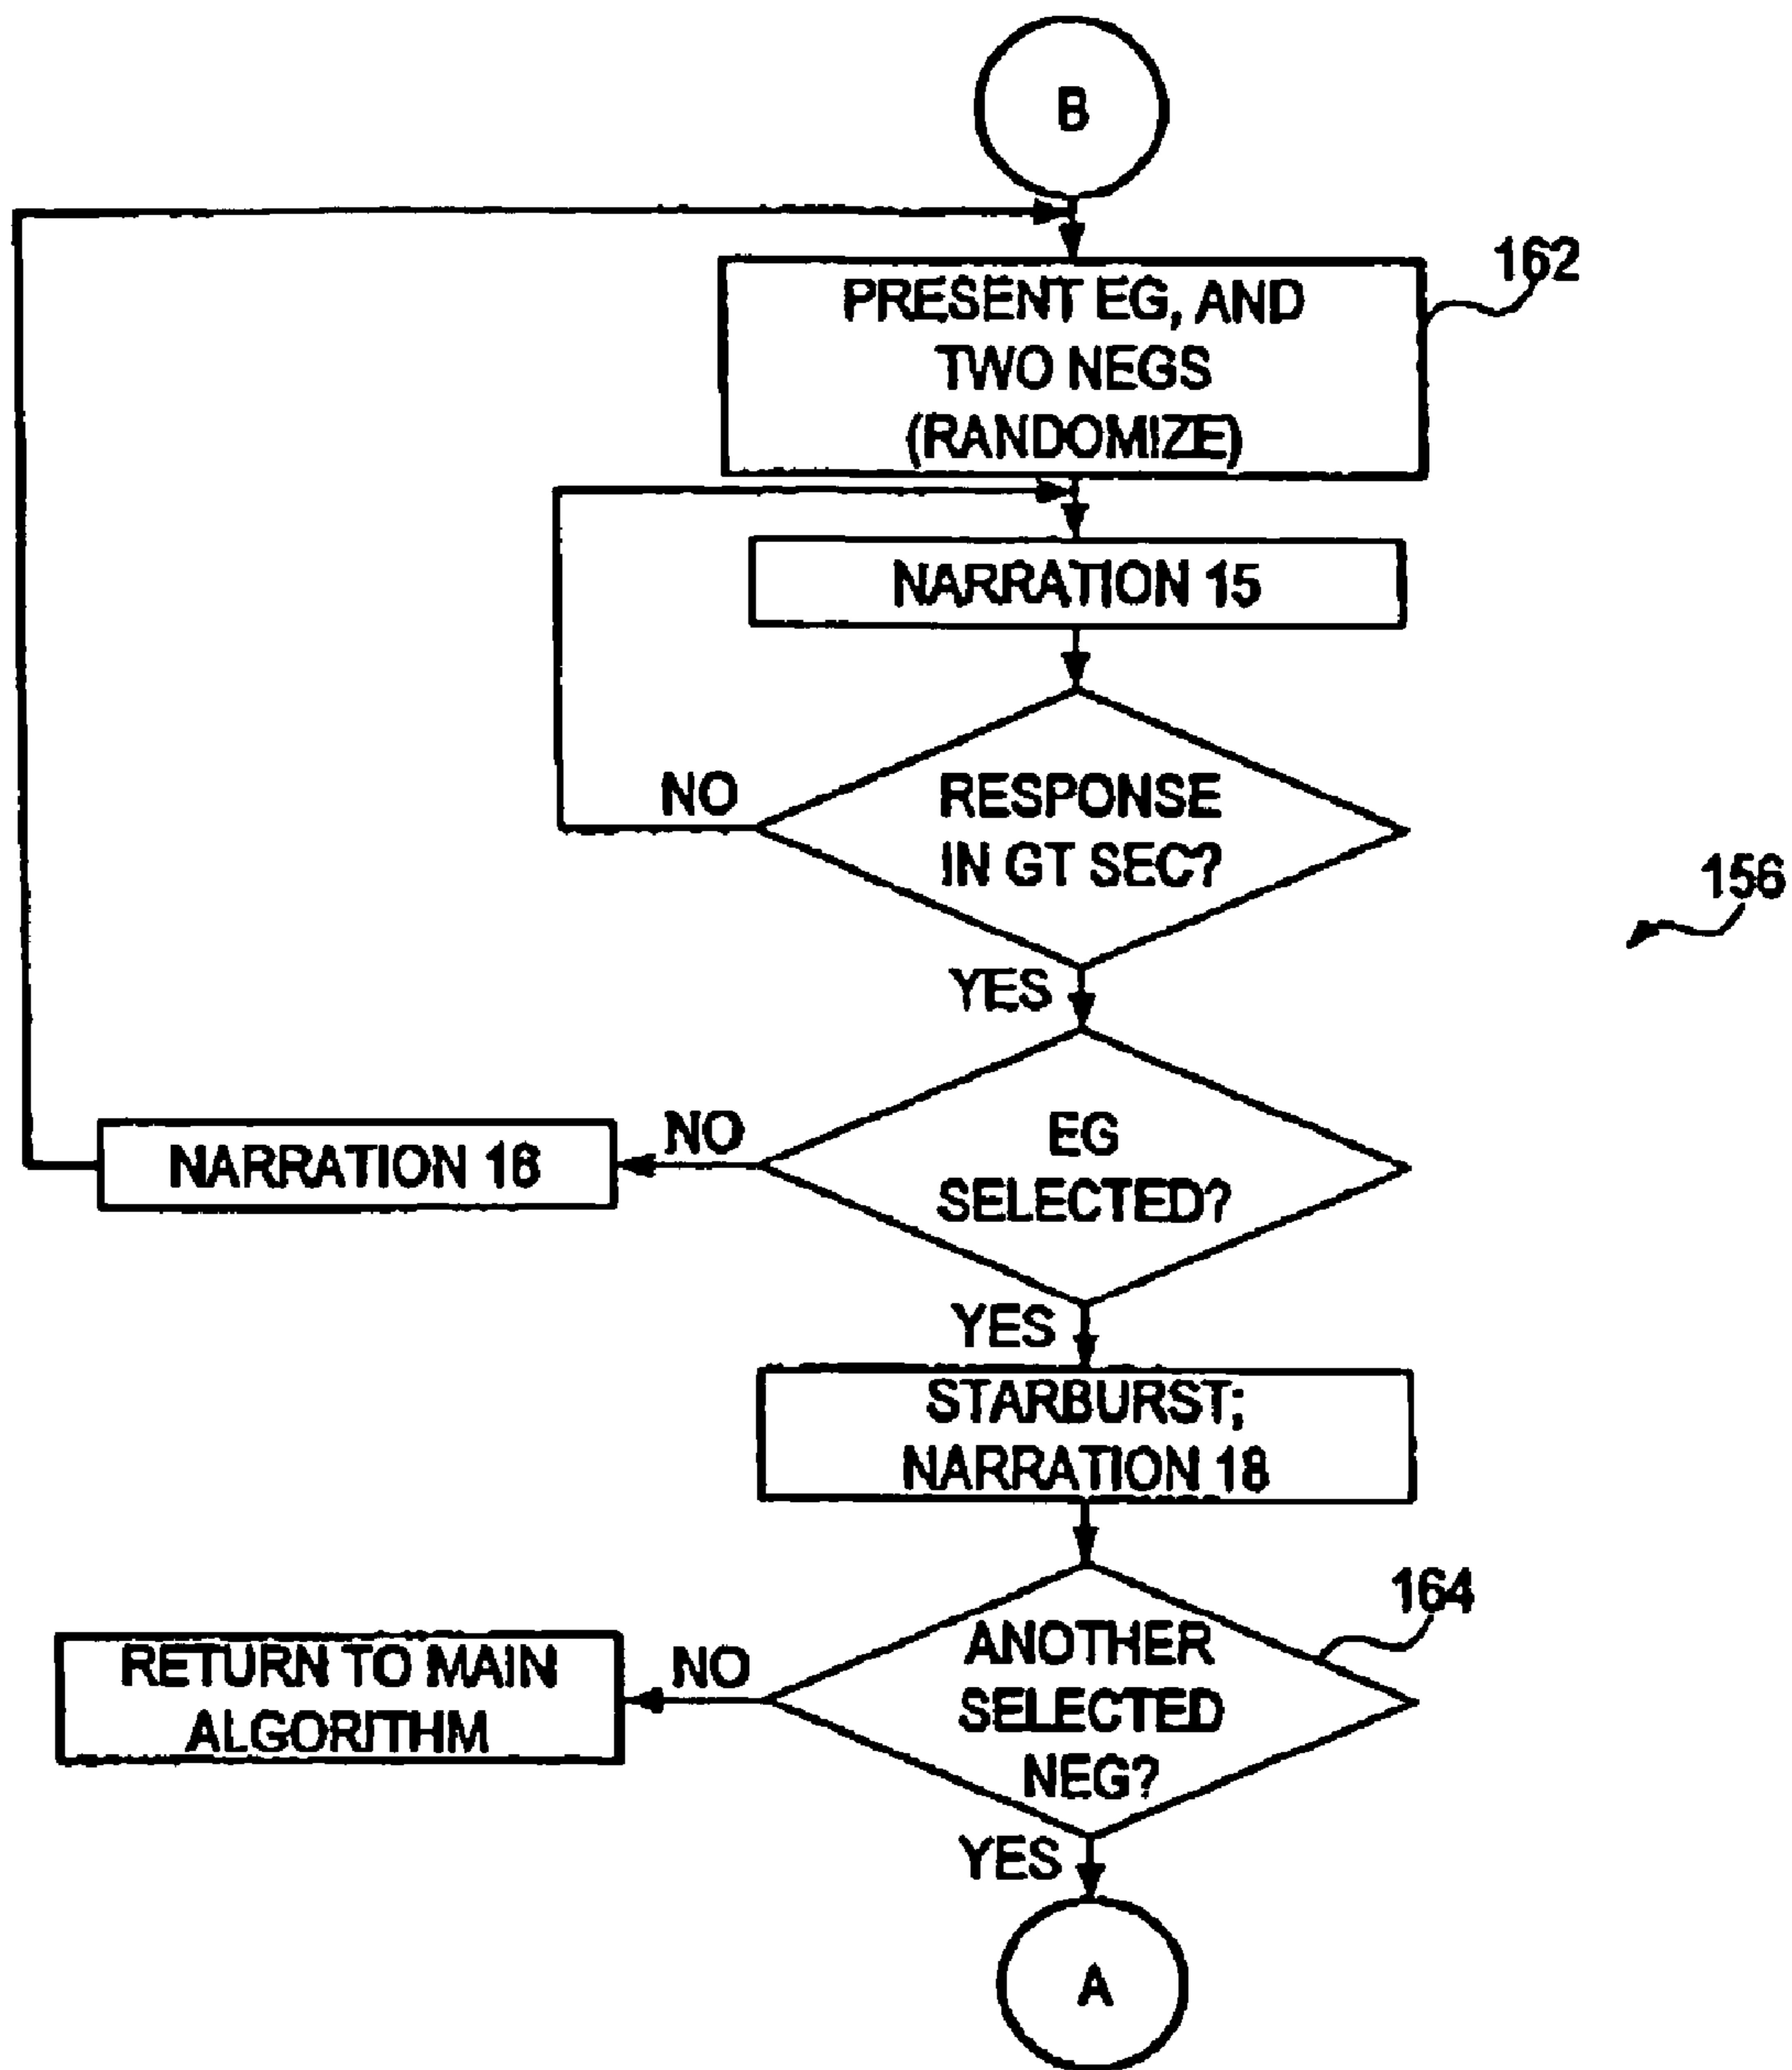 B
162
PRESENT EG, AND
TWO NEGS
(RANDOMIZE)
NARRATION 15
NO
RESPONSE
IN GT SEC?
156
YES
NARRATION 16
NO
EG
SELECTED?
YES
STARBURST;
NARRATION 18
164
RETURN TO MAIN
ALGORITHM
NO
ANOTHER
SELECTED
NEG?
YES
A